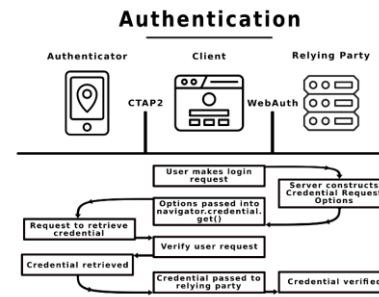 Authentication
Authenticator
Client
Relying Party
CTAP2
WebAuth
User makes login
request
Server constructs
Credential Request
Options
Options passed into
navigator.credential.
get()
Request to retrieve
credential
Verify user request
Credential retrieved
Credential passed to
relying party
Credential verified